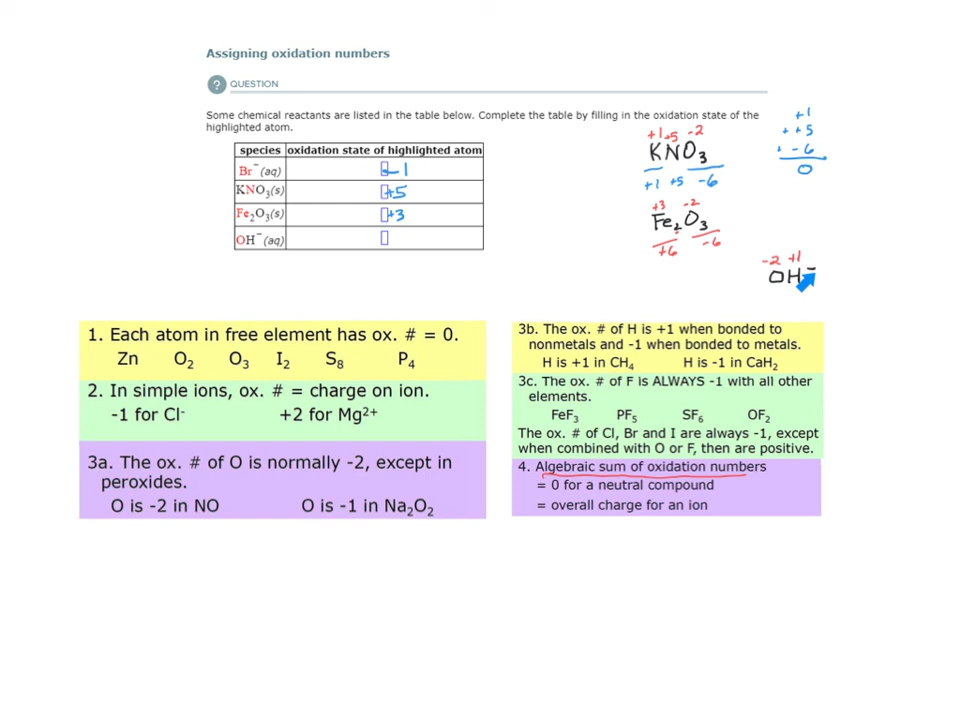 Assigning oxidation numbers
? QUESTION
Some chemical reactants are listed in the table below. Complete the table by filling in the oxidation state of the
highlighted atom.
species oxidation state of highlighted atom
Br⁻(aq) -1
KNO₃(s) +5
Fe₂O₃(s) +3
OH⁻(aq)
+1 +5 -2
KNO₃
+1 +5 -6
+1
+ +5
+ -6
0
+3 -2
Fe₂O₃
+6 -6
-2 +1
OH⁻
1. Each atom in free element has ox. # = 0.
Zn O₂ O₃ I₂ S₈ P₄
2. In simple ions, ox. # = charge on ion.
-1 for Cl⁻ +2 for Mg²⁺
3a. The ox. # of O is normally -2, except in
peroxides.
O is -2 in NO O is -1 in Na₂O₂
3b. The ox. # of H is +1 when bonded to
nonmetals and -1 when bonded to metals.
H is +1 in CH₄ H is -1 in CaH₂
3c. The ox. # of F is ALWAYS -1 with all other
elements.
FeF₃ PF₅ SF₆ OF₂
The ox. # of Cl, Br and I are always -1, except
when combined with O or F, then are positive.
4. Algebraic sum of oxidation numbers
= 0 for a neutral compound
= overall charge for an ion